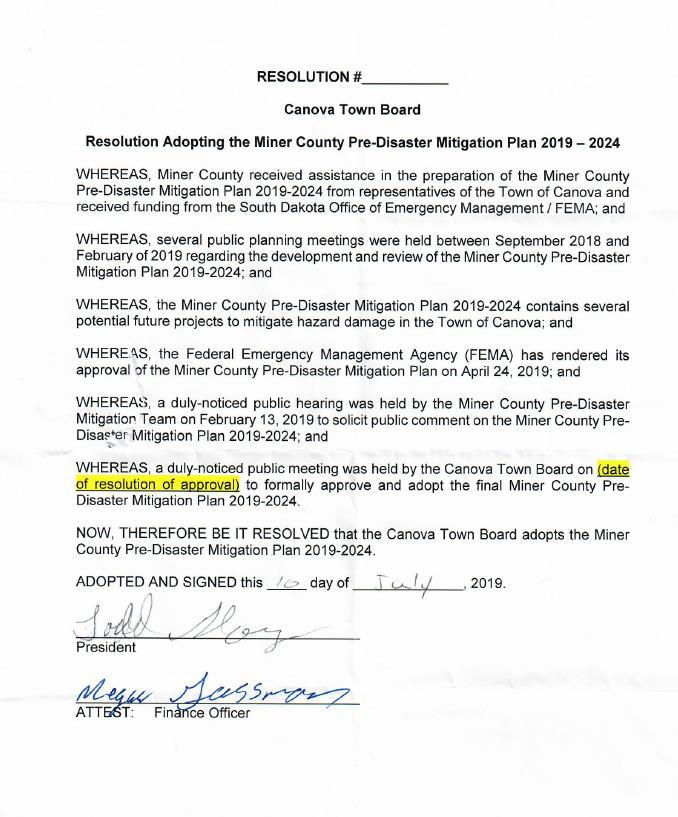 RESOLUTION #__________
Canova Town Board
Resolution Adopting the Miner County Pre-Disaster Mitigation Plan 2019 – 2024
WHEREAS, Miner County received assistance in the preparation of the Miner County
Pre-Disaster Mitigation Plan 2019-2024 from representatives of the Town of Canova and
received funding from the South Dakota Office of Emergency Management / FEMA; and
WHEREAS, several public planning meetings were held between September 2018 and
February of 2019 regarding the development and review of the Miner County Pre-Disaster
Mitigation Plan 2019-2024; and
WHEREAS, the Miner County Pre-Disaster Mitigation Plan 2019-2024 contains several
potential future projects to mitigate hazard damage in the Town of Canova; and
WHEREAS, the Federal Emergency Management Agency (FEMA) has rendered its
approval of the Miner County Pre-Disaster Mitigation Plan on April 24, 2019; and
WHEREAS, a duly-noticed public hearing was held by the Miner County Pre-Disaster
Mitigation Team on February 13, 2019 to solicit public comment on the Miner County Pre-
Disaster Mitigation Plan 2019-2024; and
WHEREAS, a duly-noticed public meeting was held by the Canova Town Board on (date
of resolution of approval) to formally approve and adopt the final Miner County Pre-
Disaster Mitigation Plan 2019-2024.
NOW, THEREFORE BE IT RESOLVED that the Canova Town Board adopts the Miner
County Pre-Disaster Mitigation Plan 2019-2024.
ADOPTED AND SIGNED this 10 day of July, 2019.
Todd
President
Megan
ATTEST: Finance Officer